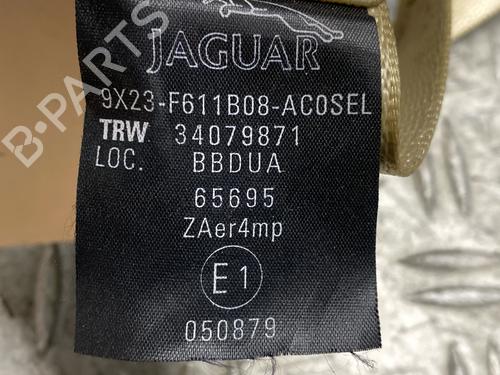 JAGUAR
9X23-F611B08-AC0SEL
TRW 34079871
LOC. BBDUA
65695
ZAer4mp
E1
050879
B-PARTS